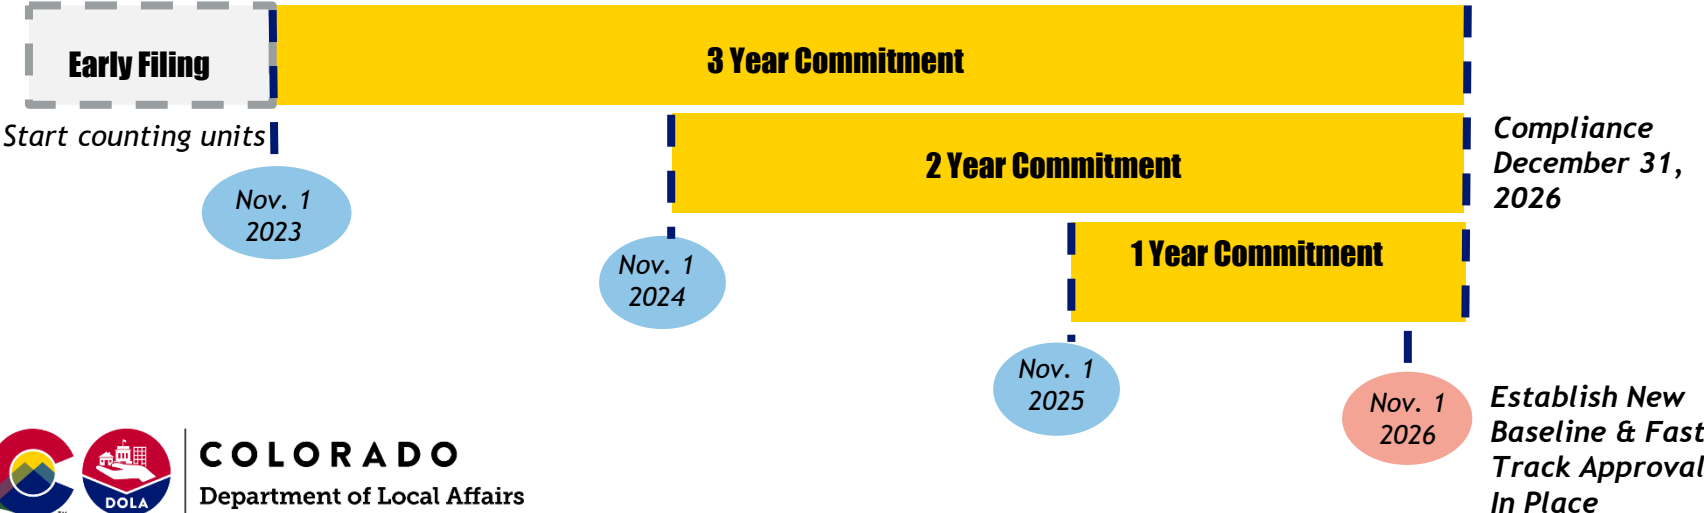 Early Filing
3 Year Commitment
Start counting units
Compliance
December 31,
2026
2 Year Commitment
Nov. 1
2023
1 Year Commitment
Nov. 1
2024
Nov. 1
2025
Nov. 1
2026
Establish New
Baseline & Fast
Track Approval
In Place
COLORADO
Department of Local Affairs
DOLA